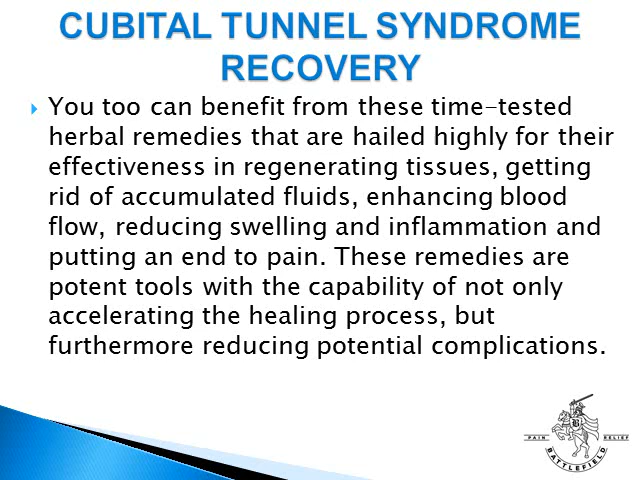 CUBITAL TUNNEL SYNDROME
RECOVERY
You too can benefit from these time-tested
herbal remedies that are hailed highly for their
effectiveness in regenerating tissues, getting
rid of accumulated fluids, enhancing blood
flow, reducing swelling and inflammation and
putting an end to pain. These remedies are
potent tools with the capability of not only
accelerating the healing process, but
furthermore reducing potential complications.
PAIN RELIEF
BATTLEFIELD